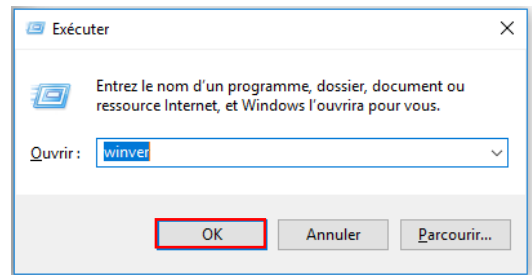 Exécuter
Entrez le nom d'un programme, dossier, document ou
ressource Internet, et Windows l'ouvrira pour vous.
Ouvrir : winver
OK Annuler Parcourir...